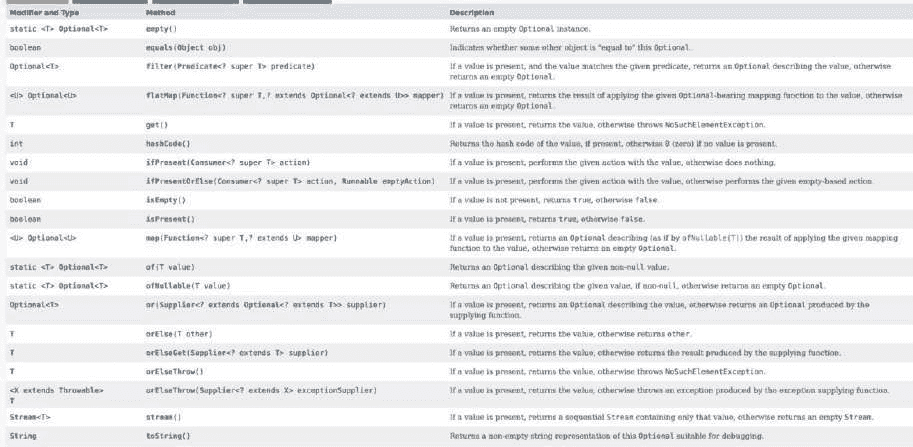 Modifier and Type Method Description
static <T> Optional<T> empty() Returns an empty Optional instance.
boolean equals(Object obj) Indicates whether some other object is "equal to" this Optional.
Optional<T> filter(Predicate<? super T> predicate) If a value is present, and the value matches the given predicate, returns an Optional describing the value, otherwise
returns an empty Optional.
<U> Optional<U> flatMap(Function<? super T,? extends Optional<? extends U>> mapper) If a value is present, returns the result of applying the given Optional-bearing mapping function to the value, otherwise
returns an empty Optional.
T get() If a value is present, returns the value, otherwise throws NoSuchElementException.
int hashCode() Returns the hash code of the value, if present, otherwise 0 (zero) if no value is present.
void ifPresent(Consumer<? super T> action) If a value is present, performs the given action with the value, otherwise does nothing.
void ifPresentOrElse(Consumer<? super T> action, Runnable emptyAction) If a value is present, performs the given action with the value, otherwise performs the given empty-based action.
boolean isEmpty() If a value is not present, returns true, otherwise false.
boolean isPresent() If a value is present, returns true, otherwise false.
<U> Optional<U> map(Function<? super T,? extends U> mapper) If a value is present, returns an Optional describing (as if by ofNullable(T)) the result of applying the given mapping
function to the value, otherwise returns an empty Optional.
static <T> Optional<T> of(T value) Returns an Optional describing the given non-null value.
static <T> Optional<T> ofNullable(T value) Returns an Optional describing the given value, if non-null, otherwise returns an empty Optional.
Optional<T> or(Supplier<? extends Optional<? extends T>> supplier) If a value is present, returns an Optional describing the value, otherwise returns an Optional produced by the
supplying function.
T orElse(T other) If a value is present, returns the value, otherwise returns other.
T orElseGet(Supplier<? extends T> supplier) If a value is present, returns the value, otherwise returns the result produced by the supplying function.
T orElseThrow() If a value is present, returns the value, otherwise throws NoSuchElementException.
<X extends Throwable> orElseThrow(Supplier<? extends X> exceptionSupplier) If a value is present, returns the value, otherwise throws an exception produced by the exception supplying function.
T
Stream<T> stream() If a value is present, returns a sequential Stream containing only that value, otherwise returns an empty Stream.
String toString() Returns a non-empty string representation of this Optional suitable for debugging.